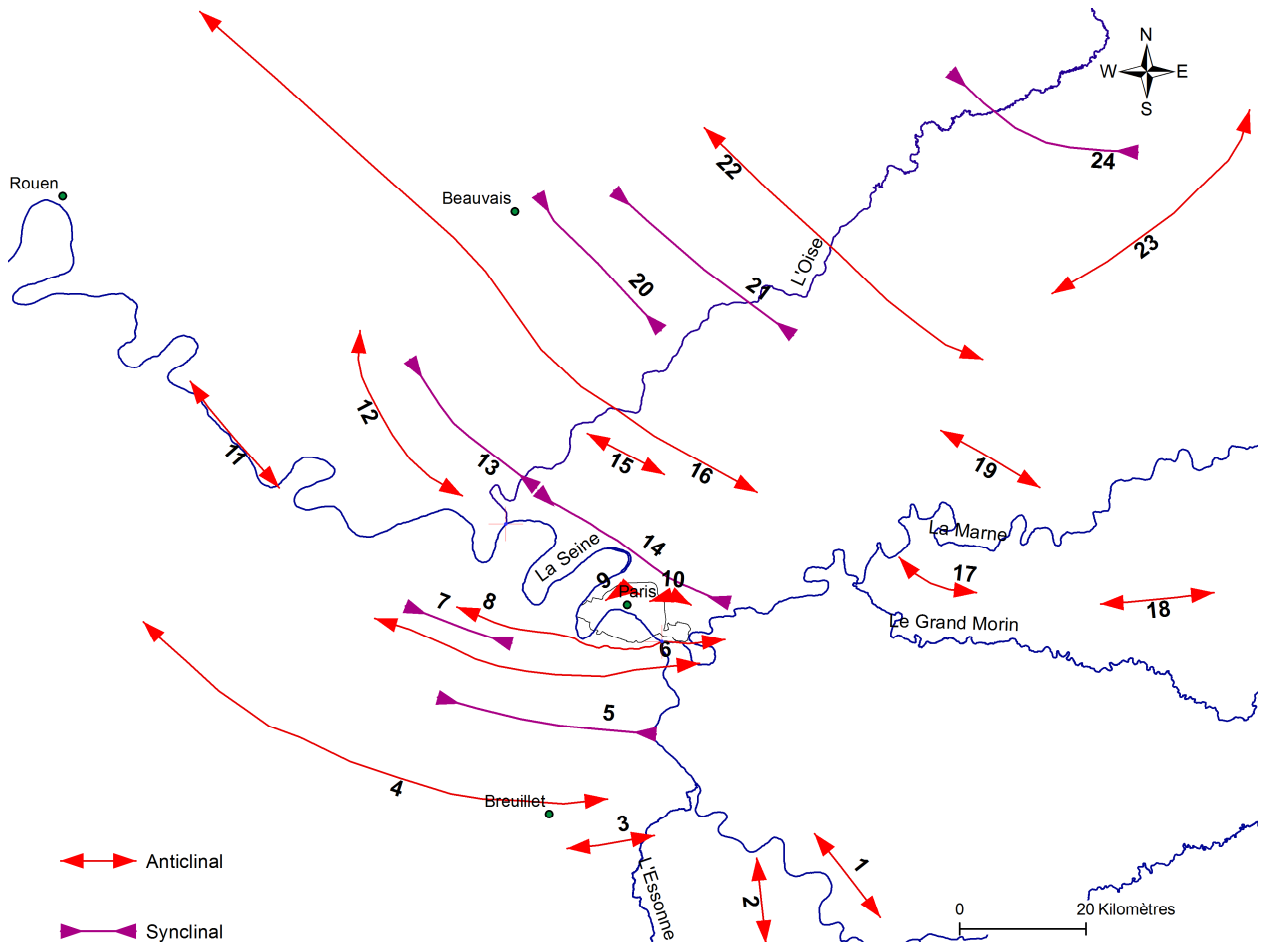 N
W E
S
24
22
Rouen
Beauvais
23
L'Oise
20
21
12
11
13
15
16
19
La Marne
14
La Seine
9
10
Paris
17
7
8
18
Le Grand Morin
6
5
4
Breuillet
3
1
L'Essonne
2
Anticlinal
0 20 Kilomètres
Synclinal